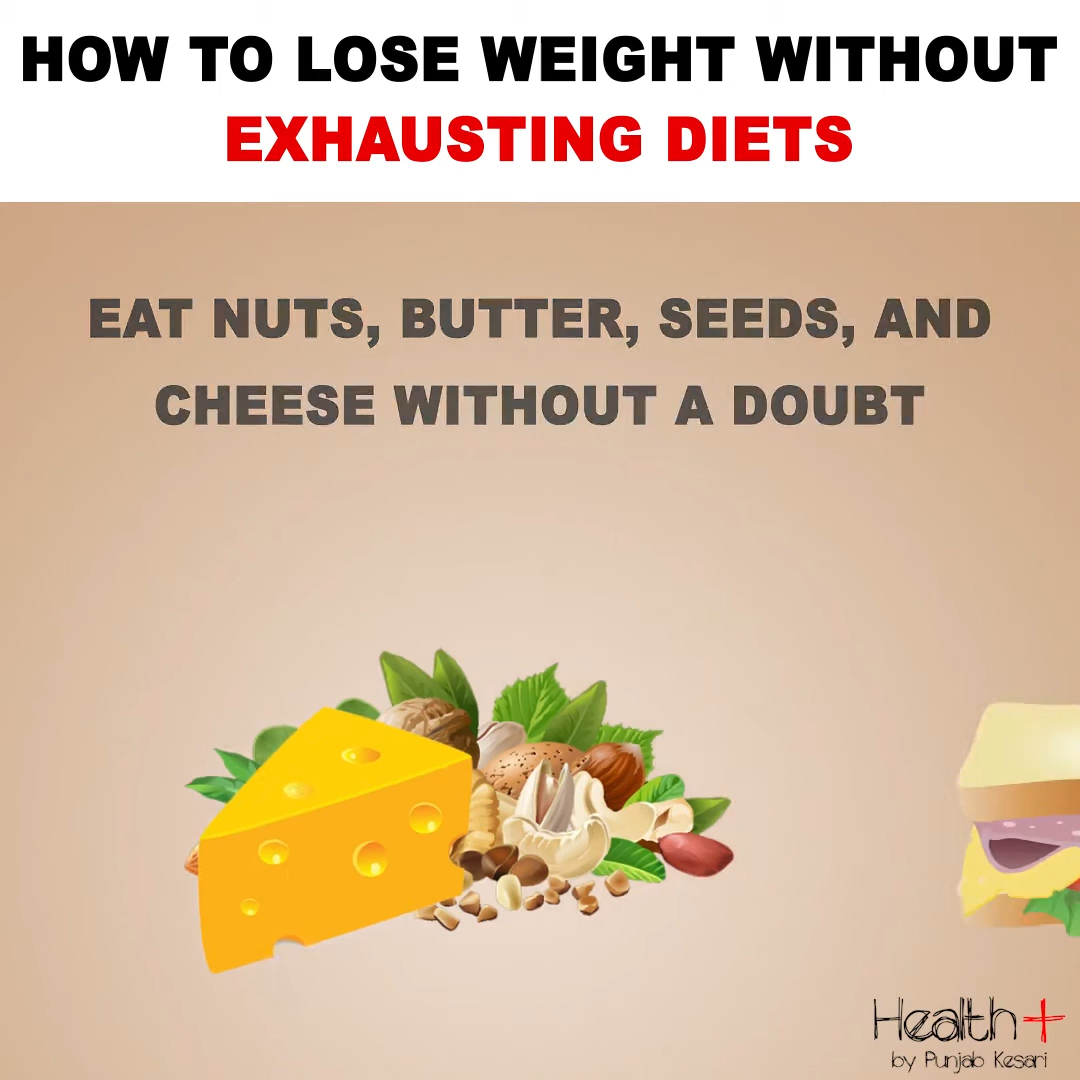 HOW TO LOSE WEIGHT WITHOUT
EXHAUSTING DIETS
EAT NUTS, BUTTER, SEEDS, AND
CHEESE WITHOUT A DOUBT
Health+
by Punjab Kesari